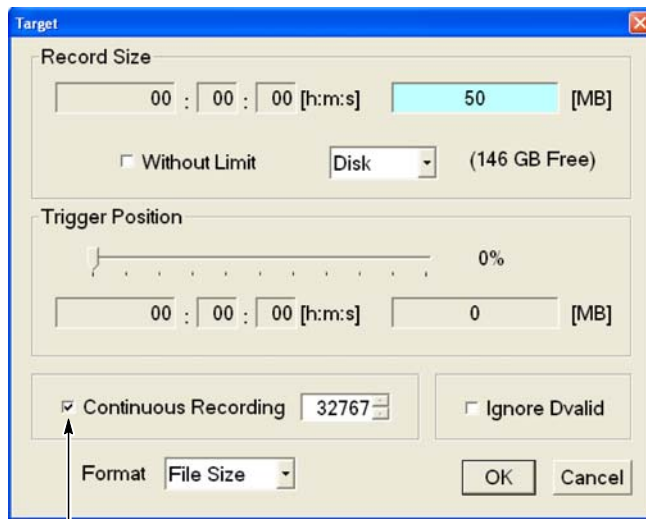 Target
Record Size
00 : 00 : 00 [h:m:s] 50 [MB]
Without Limit Disk (146 GB Free)
Trigger Position
0%
00 : 00 : 00 [h:m:s] 0 [MB]
Continuous Recording 32767 Ignore Dvalid
Format File Size OK Cancel